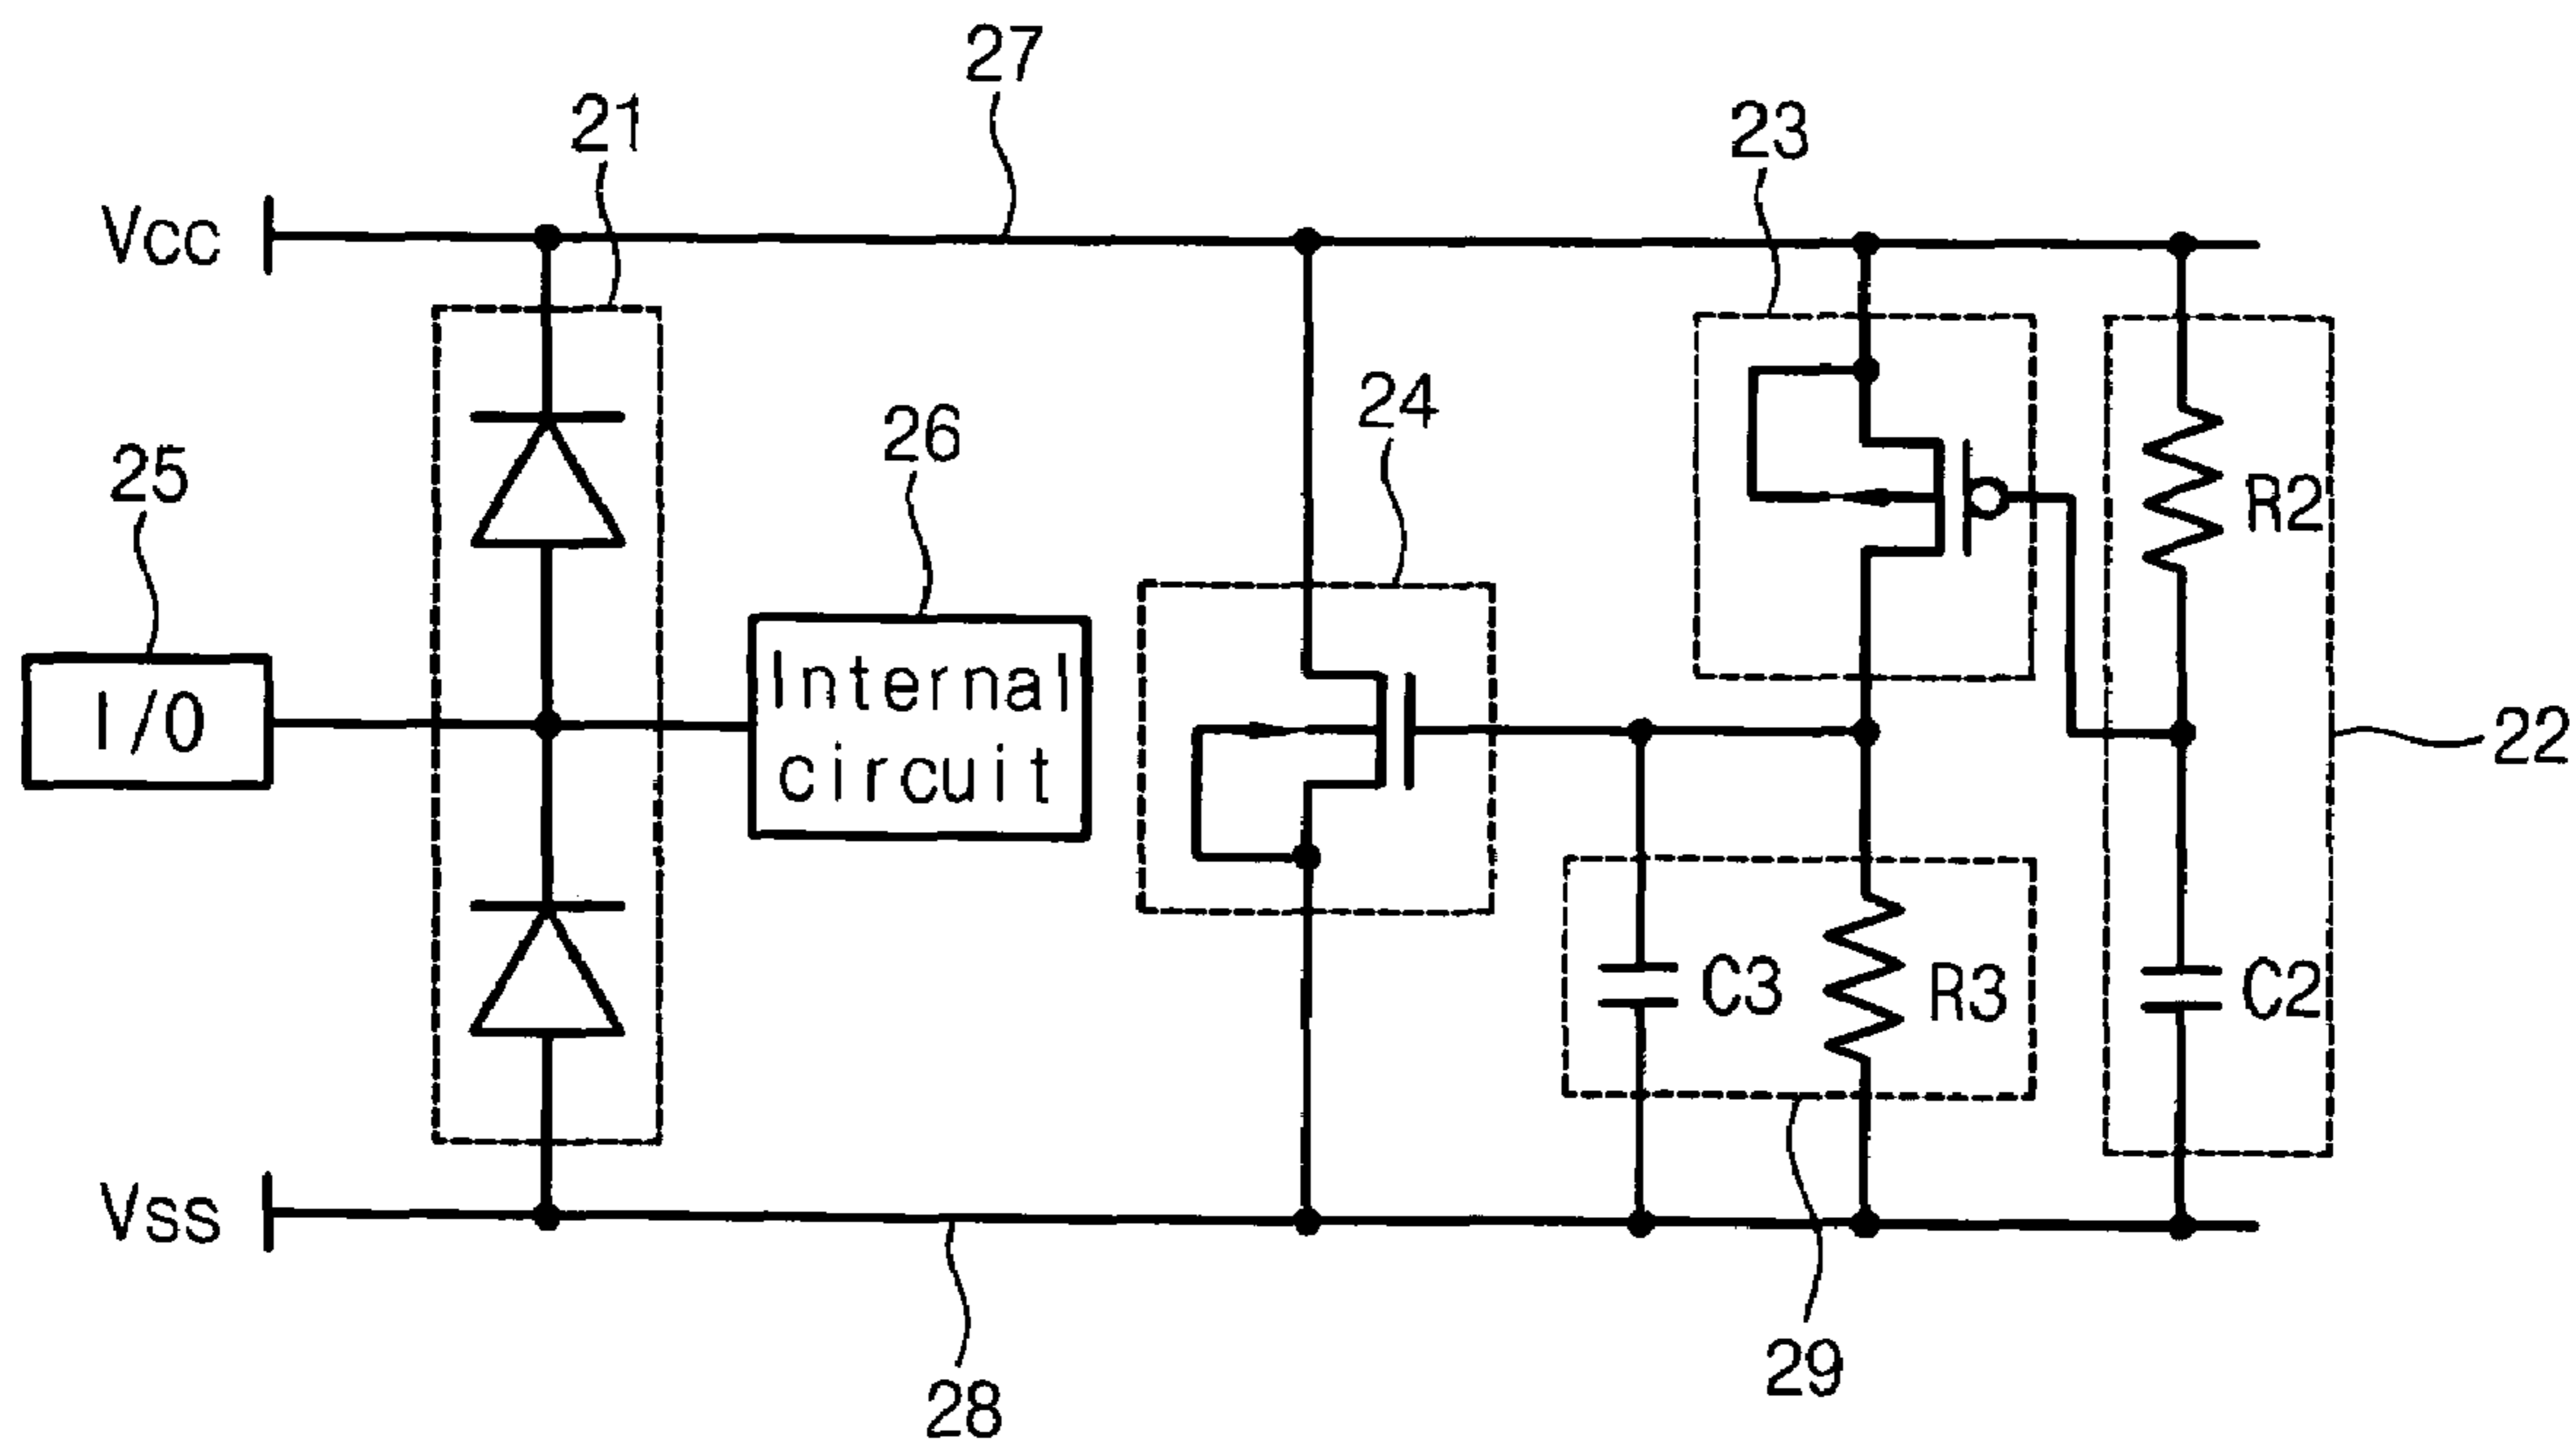 27
21
23
VCC
24
26
25
R2
Internal
I/O
circuit
22
C3
R3
C2
VSS
29
28